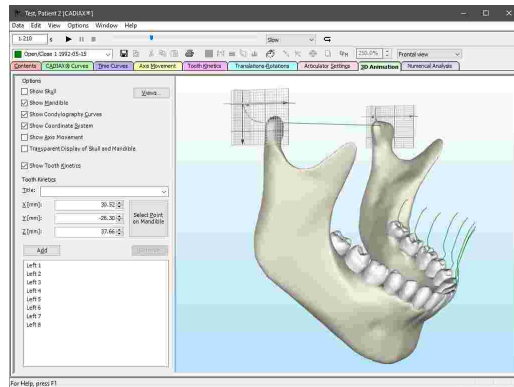 Test, Patient 2 [CADIAX®]
Data Edit View Options Window Help
1-210 s Slow
Open/Close 1 1992-05-15 250.0% Frontal view
Contents CADIAX® Curves Time Curves Axis Movement Tooth Kinetics Translations-Rotations Articulator Settings 3D Animation Numerical Analysis
Options
Show Skull Views...
Show Mandible
Show Condylography Curves
Show Coordinate System
Show Axis Movement
Transparent Display of Skull and Mandible
Show Tooth Kinetics
Tooth Kinetics
Title:
X [mm]: 30.52
Y [mm]: -26.30 Select Point on Mandible
Z [mm]: 37.66
Add
Left 1
Left 2
Left 3
Left 4
Left 5
Left 6
Left 7
Left 8
For Help, press F1